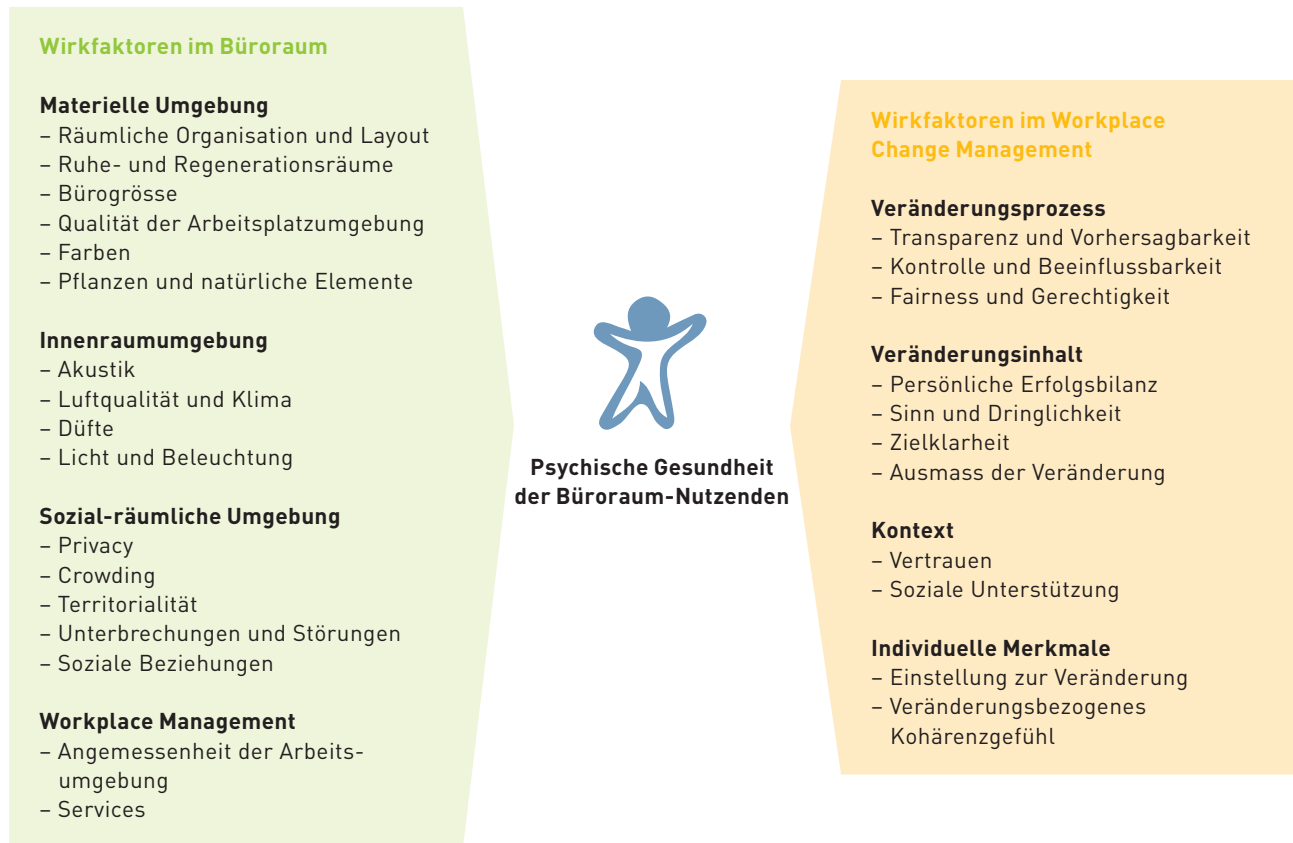 Wirkfaktoren im Büroraum
Materielle Umgebung
– Räumliche Organisation und Layout
– Ruhe- und Regenerationsräume
– Bürogrösse
– Qualität der Arbeitsplatzumgebung
– Farben
– Pflanzen und natürliche Elemente
Innenraumumgebung
– Akustik
– Luftqualität und Klima
– Düfte
– Licht und Beleuchtung
Sozial-räumliche Umgebung
– Privacy
– Crowding
– Territorialität
– Unterbrechungen und Störungen
– Soziale Beziehungen
Workplace Management
– Angemessenheit der Arbeits-
umgebung
– Services
Psychische Gesundheit
der Büroraum-Nutzenden
Wirkfaktoren im Workplace
Change Management
Veränderungsprozess
– Transparenz und Vorhersagbarkeit
– Kontrolle und Beeinflussbarkeit
– Fairness und Gerechtigkeit
Veränderungsinhalt
– Persönliche Erfolgsbilanz
– Sinn und Dringlichkeit
– Zielklarheit
– Ausmass der Veränderung
Kontext
– Vertrauen
– Soziale Unterstützung
Individuelle Merkmale
– Einstellung zur Veränderung
– Veränderungsbezogenes
Kohärenzgefühl